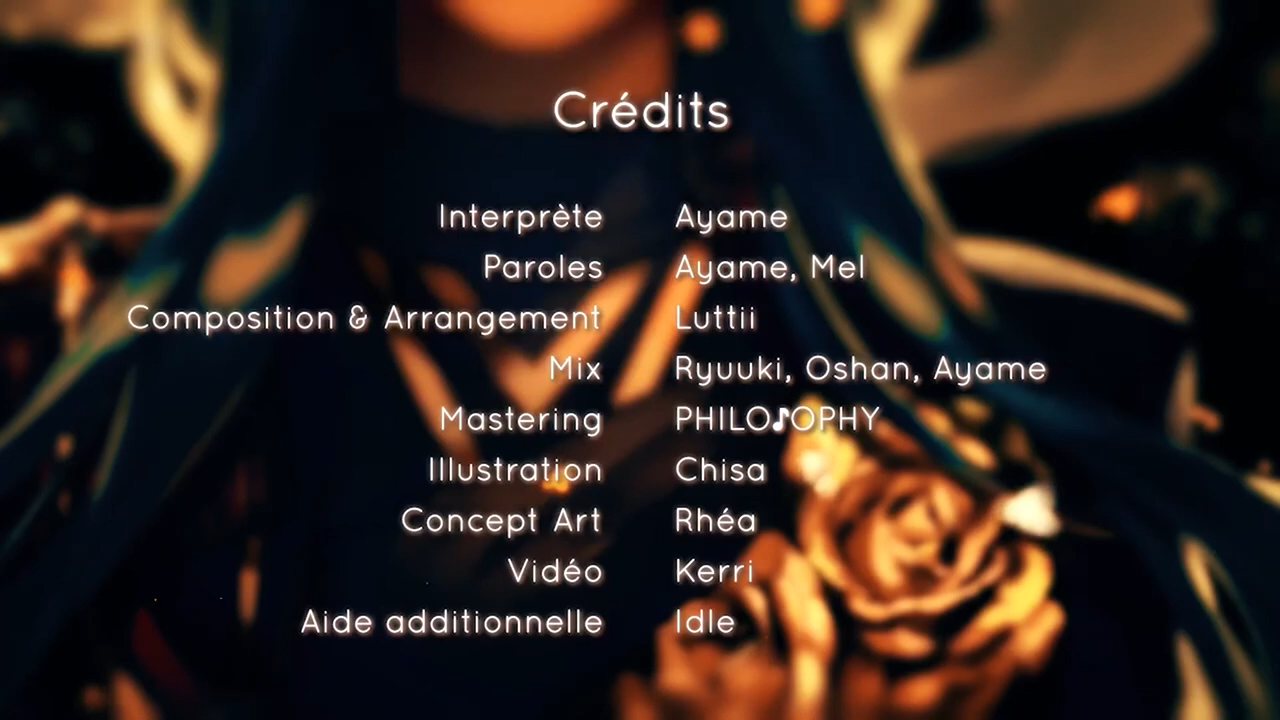 Crédits
Interprète Ayame
Paroles Ayame, Mel
Composition & Arrangement Luttii
Mix Ryuuki, Oshan, Ayame
Mastering PHILO♪OPHY
Illustration Chisa
Concept Art Rhéa
Vidéo Kerri
Aide additionnelle Idle